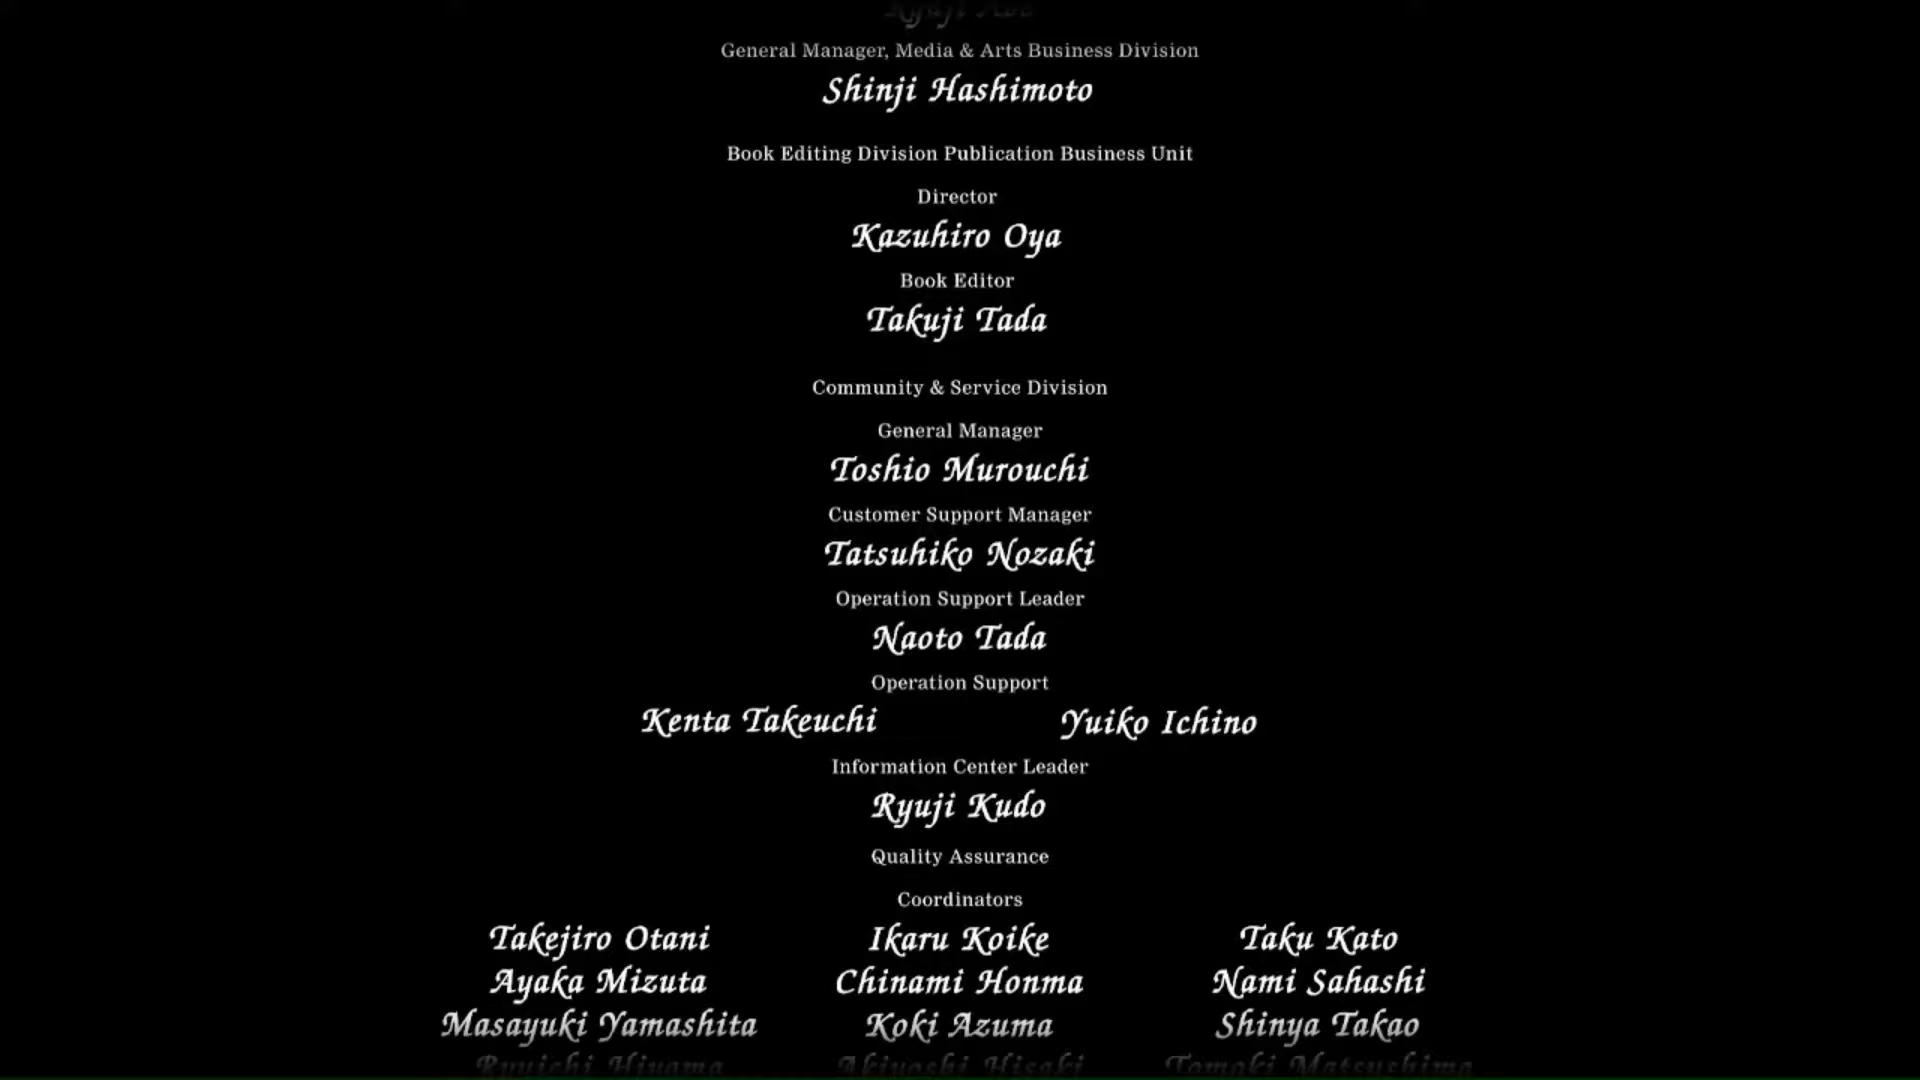 General Manager, Media & Arts Business Division
Shinji Hashimoto
Book Editing Division Publication Business Unit
Director
Kazuhiro Oya
Book Editor
Takuji Tada
Community & Service Division
General Manager
Toshio Murouchi
Customer Support Manager
Tatsuhiko Nozaki
Operation Support Leader
Naoto Tada
Operation Support
Kenta Takeuchi Yuiko Ichino
Information Center Leader
Ryuji Kudo
Quality Assurance
Coordinators
Takejiro Otani Ikaru Koike Taku Kato
Ayaka Mizuta Chinami Honma Nami Sahashi
Masayuki Yamashita Koki Azuma Shinya Takao